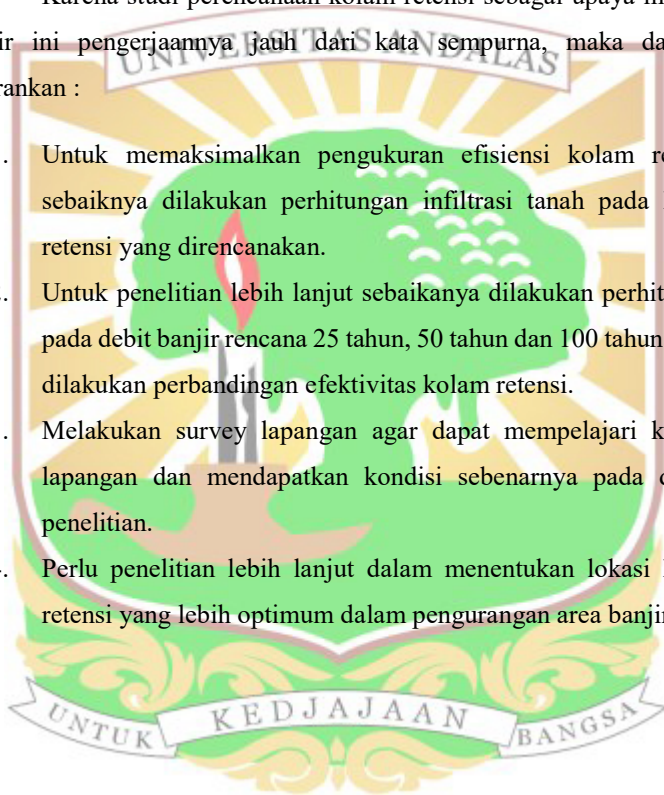 Karena studi perencanaan kolam retensi sebagai upaya
ini pengerjaannya jauh dari kata sempurna, maka
UNIVERSITAS ANDALAS
:
Untuk memaksimalkan pengukuran efisiensi kolam
sebaiknya dilakukan perhitungan infiltrasi tanah pada
retensi yang direncanakan.
Untuk penelitian lebih lanjut sebaikanya dilakukan
pada debit banjir rencana 25 tahun, 50 tahun dan 100 tahun
dilakukan perbandingan efektivitas kolam retensi.
Melakukan survey lapangan agar dapat mempelajari
lapangan dan mendapatkan kondisi sebenarnya pada
penelitian.
Perlu penelitian lebih lanjut dalam menentukan lokasi
retensi yang lebih optimum dalam pengurangan area banjir
UNTUK KEDJAJAAN BANGSA